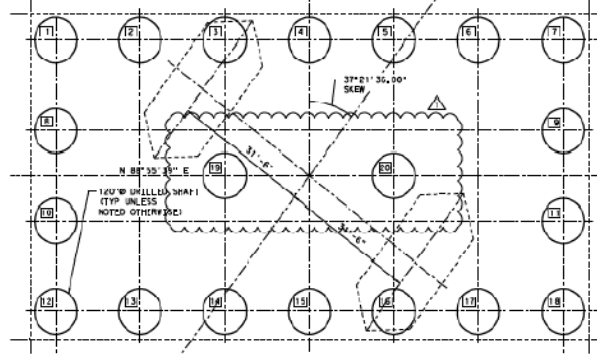 1 2 3 4 5 6 7
37°21'36.00"
SKEW
1
8 9
31'-6"
N 88°55'39" E
19 20
120"Ø DRILLED SHAFT
(TYP UNLESS
NOTED OTHERWISE)
10 11
31'-6"
12 13 14 15 16 17 18